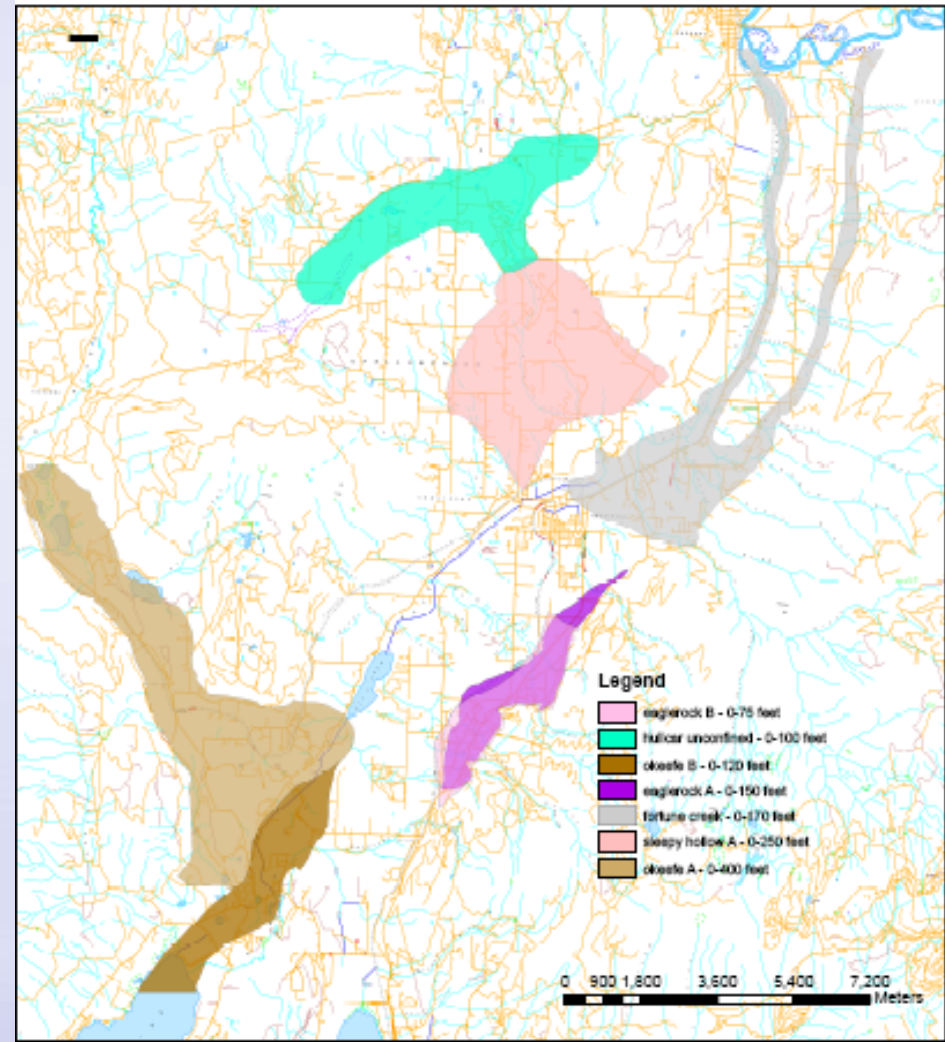 Legend
eaglerock B - 0-75 feet
hullcar unconfined - 0-100 feet
okeefe B - 0-120 feet
eaglerock A - 0-150 feet
fortune creek - 0-170 feet
sleepy hollow A - 0-250 feet
okeefe A - 0-400 feet
0 900 1,800 3,600 5,400 7,200
Meters